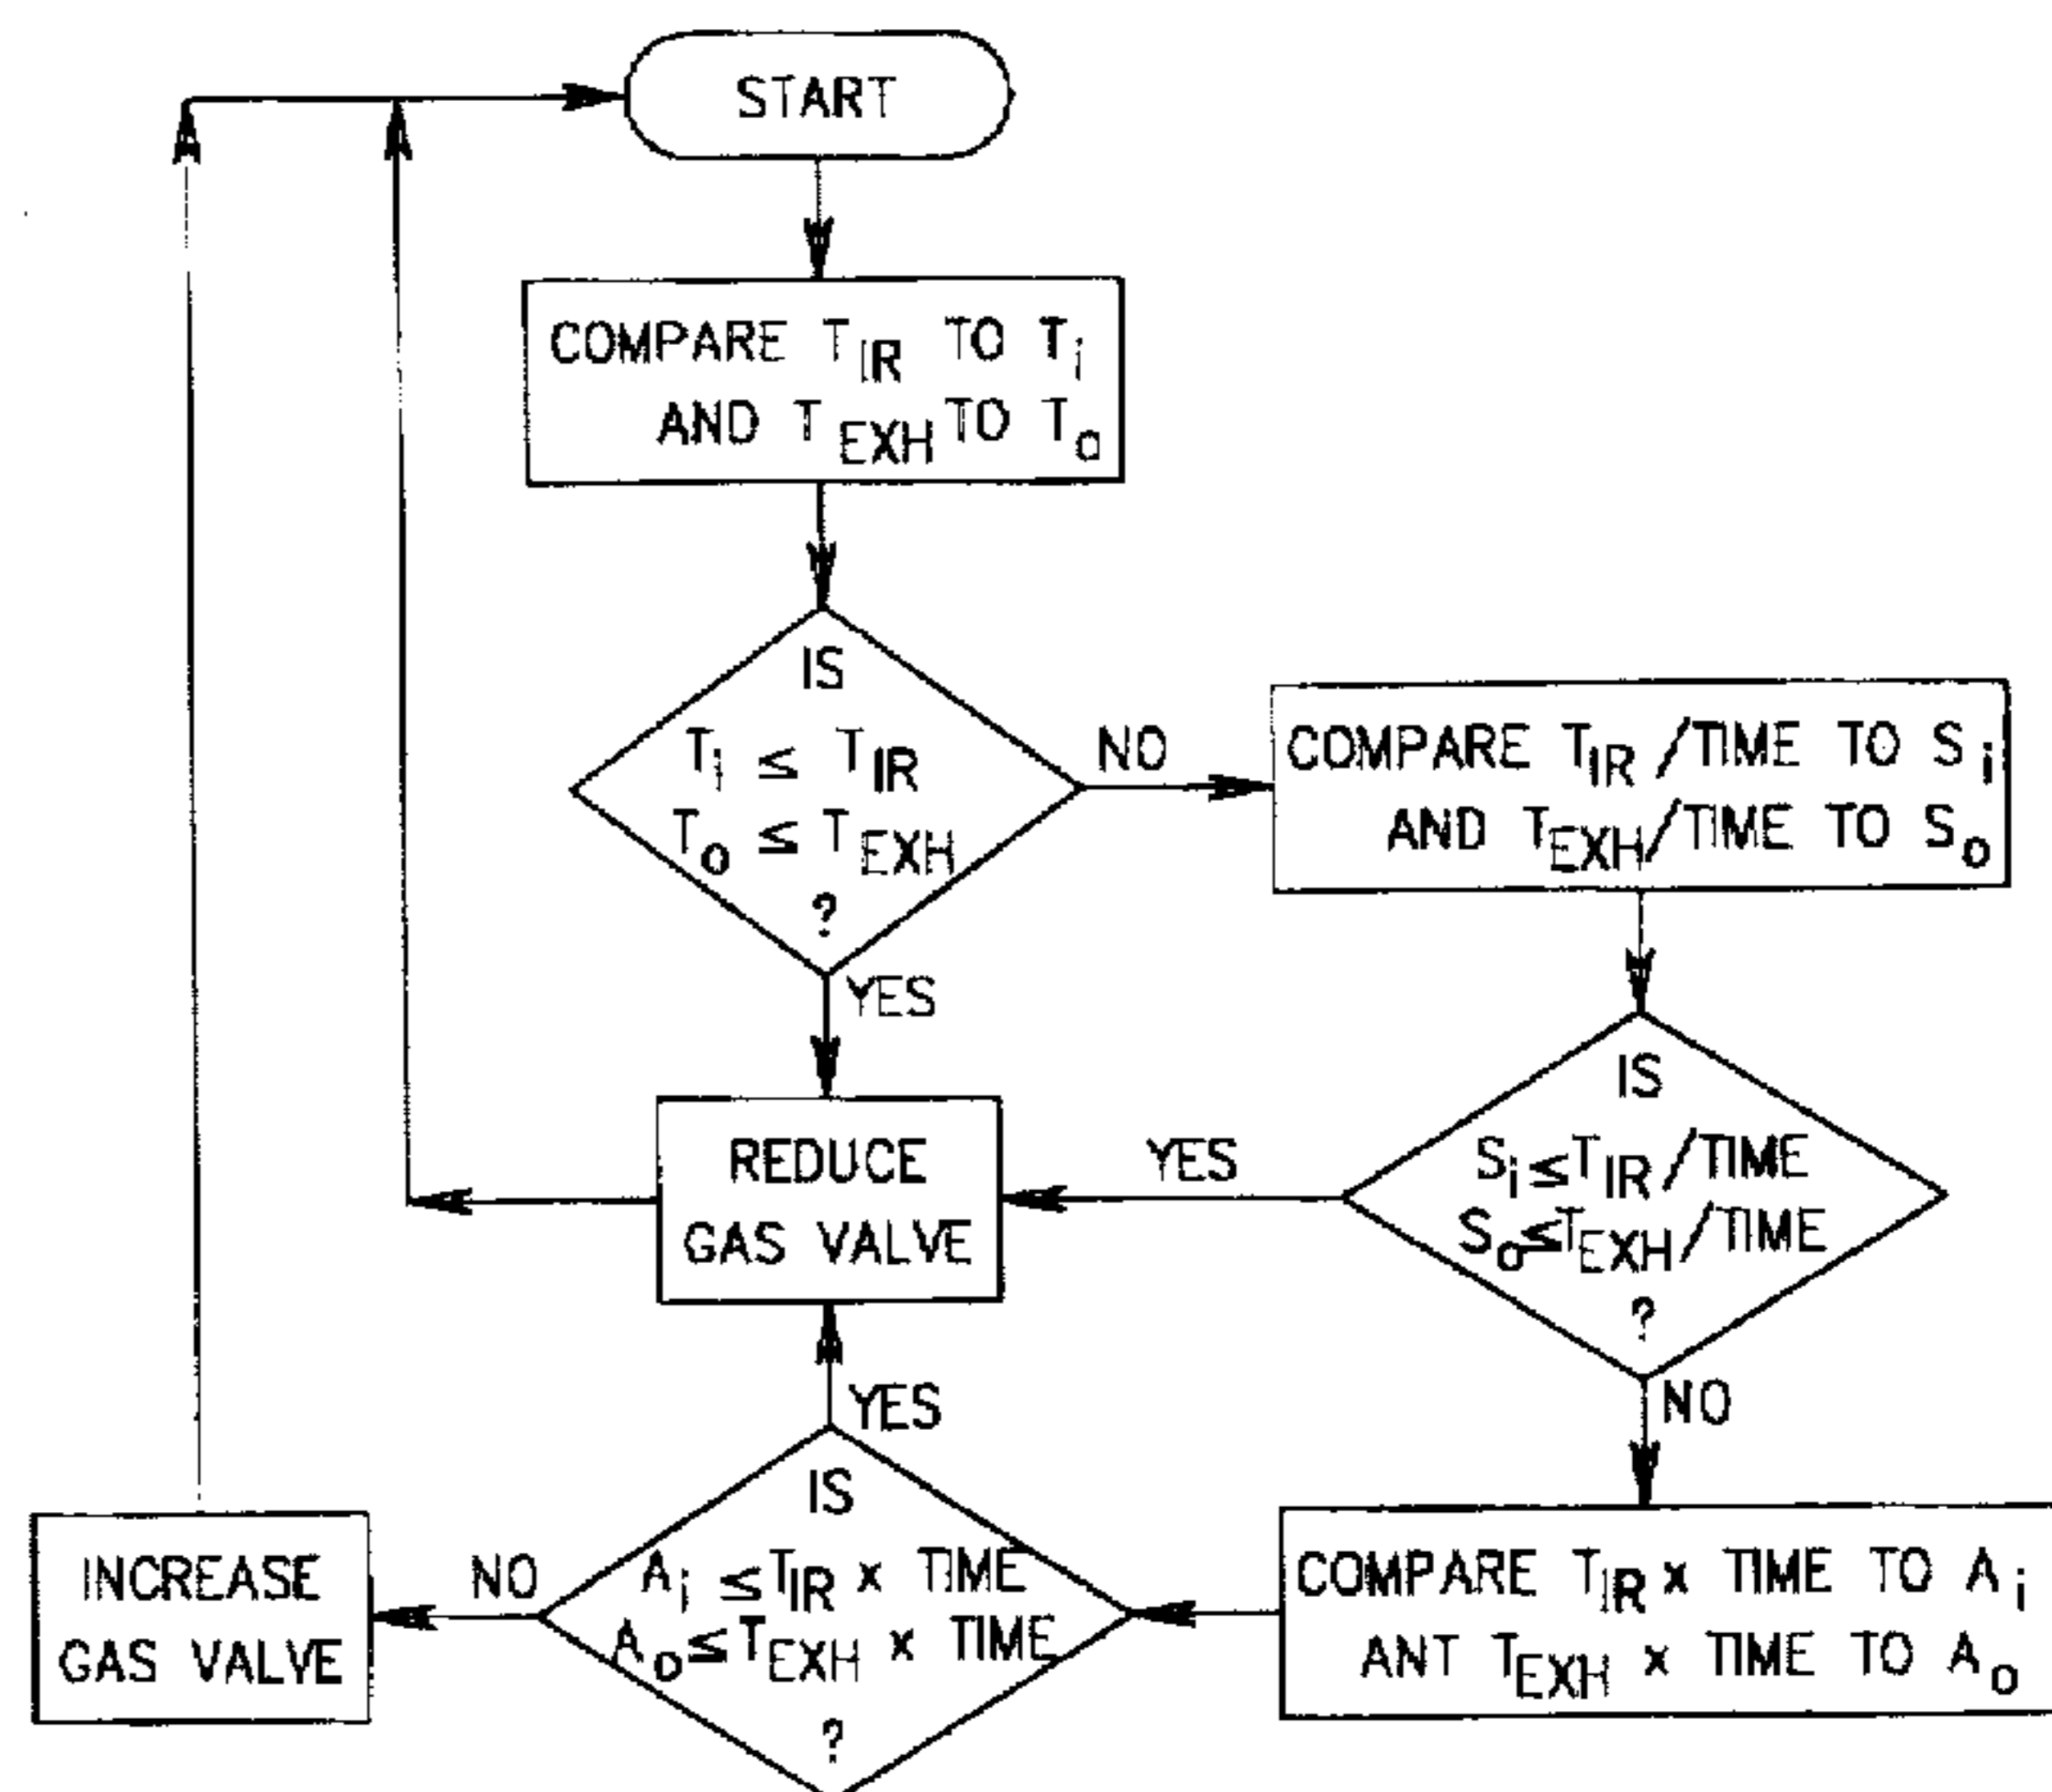 START
COMPARE T_IR TO T_i
AND T_EXH TO T_o
IS
T_i ≤ T_IR
T_o ≤ T_EXH
?
NO
YES
COMPARE T_IR/TIME TO S_i
AND T_EXH/TIME TO S_o
IS
S_i≤T_IR/TIME
S_o≤T_EXH/TIME
?
YES
NO
REDUCE
GAS VALVE
COMPARE T_IR x TIME TO A_i
ANT T_EXH x TIME TO A_o
YES
IS
A_i ≤T_IR x TIME
A_o≤T_EXH x TIME
?
NO
INCREASE
GAS VALVE